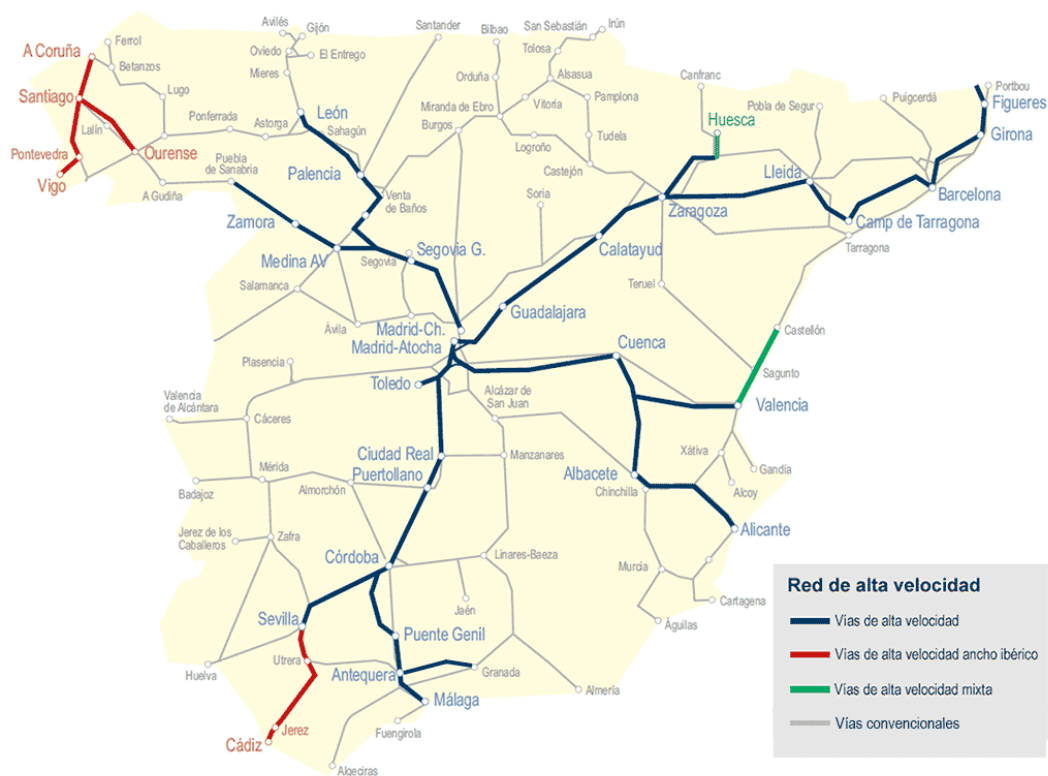 Avilés
Gijón
Santander
San Sebastián
Irún
Bilbao
A Coruña
Ferrol
Oviedo
El Entrego
Tolosa
Betanzos
Mieres
Orduña
Alsasua
Canfranc
Portbou
Santiago
Lugo
León
Miranda de Ebro
Vitoria
Pamplona
Pobla de Segur
Puigcerdá
Figueres
Lalín
Ponferrada
Astorga
Sahagún
Burgos
Huesca
Tudela
Girona
Pontevedra
Ourense
Logroño
Puebla
de Sanabria
Palencia
Castejón
Lleida
Vigo
A Gudiña
Venta
de Baños
Soria
Barcelona
Zamora
Zaragoza
Camp de Tarragona
Medina AV
Segovia
Segovia G.
Calatayud
Tarragona
Salamanca
Teruel
Guadalajara
Ávila
Madrid-Ch.
Madrid-Atocha
Castellón
Cuenca
Plasencia
Toledo
Sagunto
Valencia
de Alcántara
Alcázar de
San Juan
Valencia
Cáceres
Ciudad Real
Manzanares
Xátiva
Mérida
Puertollano
Albacete
Gandía
Badajoz
Almorchón
Chinchilla
Alcoy
Jerez de los
Caballeros
Zafra
Alicante
Córdoba
Linares-Baeza
Murcia
Red de alta velocidad
Jaén
Cartagena
Sevilla
Águilas
Vías de alta velocidad
Puente Genil
Vías de alta velocidad ancho ibérico
Huelva
Utrera
Antequera
Granada
Almería
Vías de alta velocidad mixta
Málaga
Jerez
Fuengirola
Vías convencionales
Cádiz
Algeciras